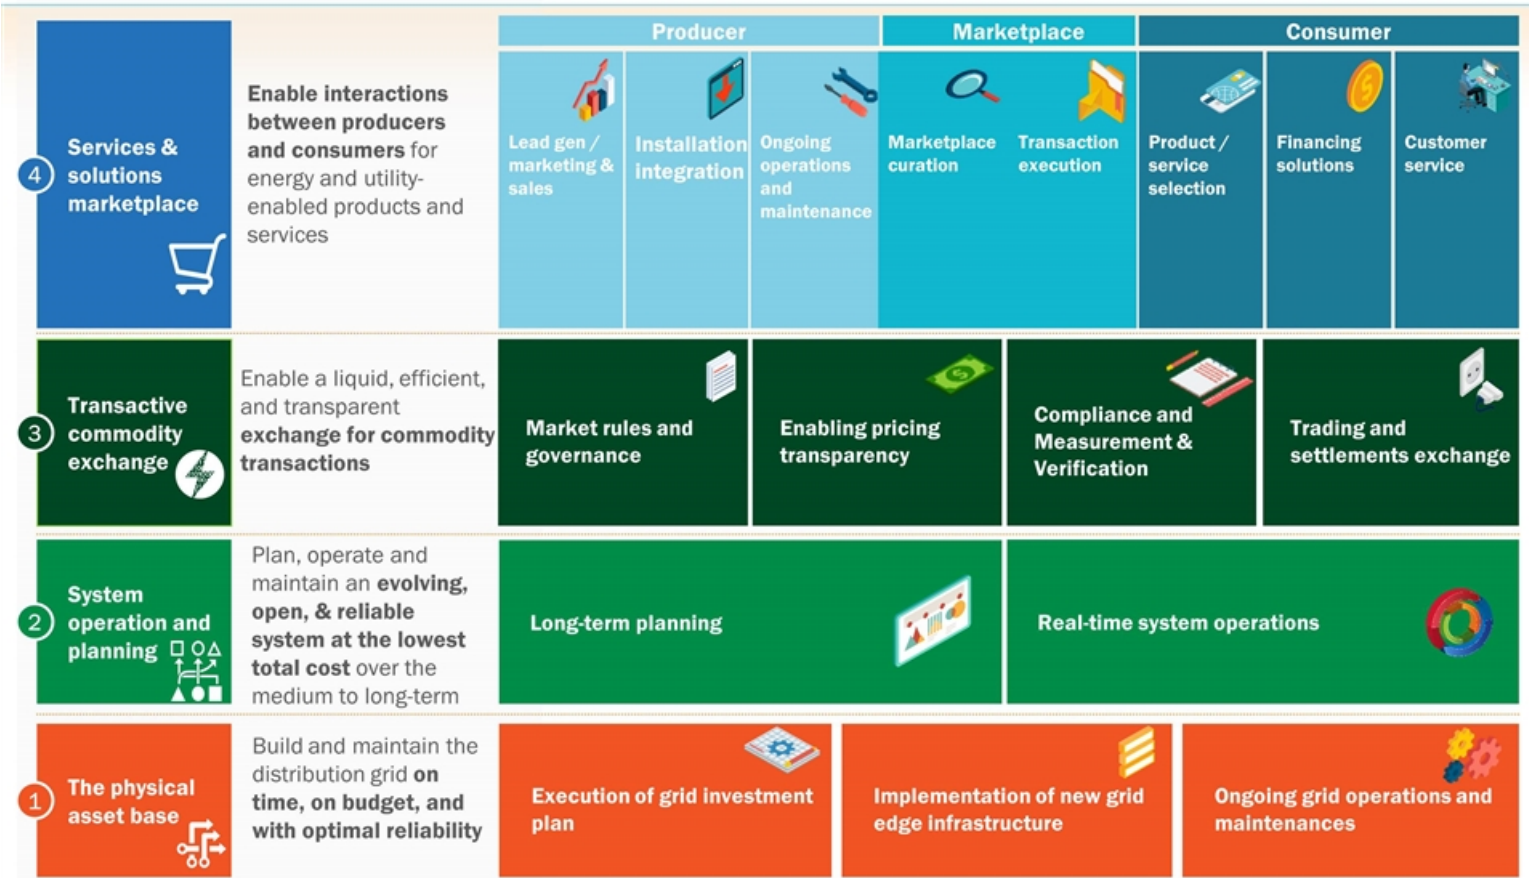 Producer
Marketplace
Consumer
4
Services &
solutions
marketplace
Enable interactions
between producers
and consumers for
energy and utility-
enabled products and
services
Lead gen /
marketing &
sales
Installation
integration
Ongoing
operations
and
maintenance
Marketplace
curation
Transaction
execution
Product /
service
selection
Financing
solutions
Customer
service
3
Transactive
commodity
exchange
Enable a liquid, efficient,
and transparent
exchange for commodity
transactions
Market rules and
governance
Enabling pricing
transparency
Compliance and
Measurement &
Verification
Trading and
settlements exchange
2
System
operation and
planning
Plan, operate and
maintain an evolving,
open, & reliable
system at the lowest
total cost over the
medium to long-term
Long-term planning
Real-time system operations
1
The physical
asset base
Build and maintain the
distribution grid on
time, on budget, and
with optimal reliability
Execution of grid investment
plan
Implementation of new grid
edge infrastructure
Ongoing grid operations and
maintenances